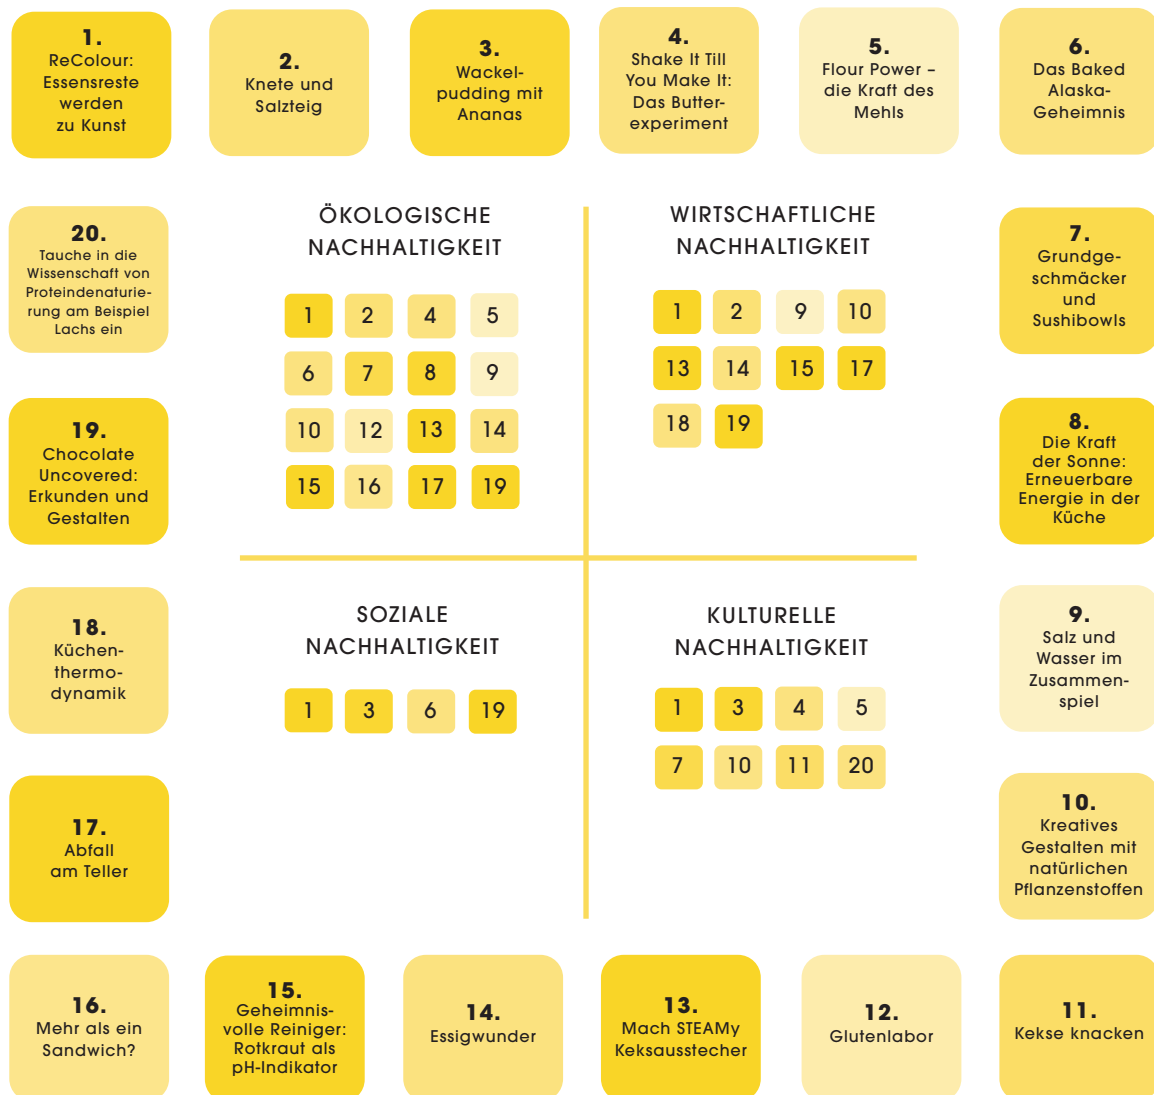 1.
ReColour:
Essensreste
werden
zu Kunst
2.
Knete und
Salzteig
3.
Wackel-
pudding mit
Ananas
4.
Shake It Till
You Make It:
Das Butter-
experiment
5.
Flour Power –
die Kraft des
Mehls
6.
Das Baked
Alaska-
Geheimnis
20.
Tauche in die
Wissenschaft von
Proteindenaturie-
rung am Beispiel
Lachs ein
ÖKOLOGISCHE
NACHHALTIGKEIT
1 2 4 5
6 7 8 9
10 12 13 14
15 16 17 19
WIRTSCHAFTLICHE
NACHHALTIGKEIT
1 2 9 10
13 14 15 17
18 19
7.
Grundge-
schmäcker
und
Sushibowls
19.
Chocolate
Uncovered:
Erkunden und
Gestalten
8.
Die Kraft
der Sonne:
Erneuerbare
Energie in der
Küche
18.
Küchen-
thermo-
dynamik
SOZIALE
NACHHALTIGKEIT
1 3 6 19
KULTURELLE
NACHHALTIGKEIT
1 3 4 5
7 10 11 20
9.
Salz und
Wasser im
Zusammen-
spiel
17.
Abfall
am Teller
10.
Kreatives
Gestalten mit
natürlichen
Pflanzenstoffen
16.
Mehr als ein
Sandwich?
15.
Geheimnis-
volle Reiniger:
Rotkraut als
pH-Indikator
14.
Essigwunder
13.
Mach STEAMy
Keksausstecher
12.
Glutenlabor
11.
Kekse knacken